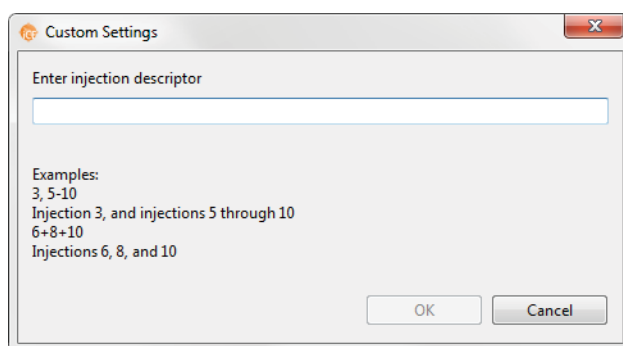 Custom Settings
Enter injection descriptor
Examples:
3, 5-10
Injection 3, and injections 5 through 10
6+8+10
Injections 6, 8, and 10
OK
Cancel